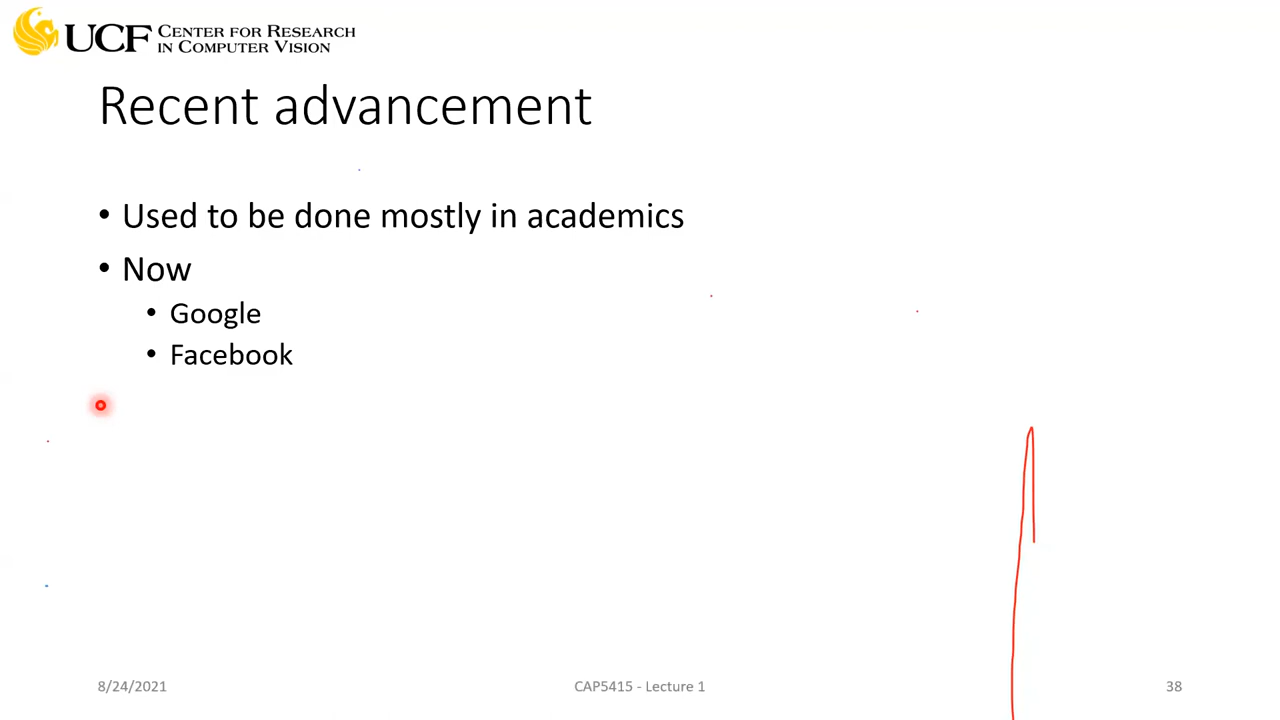 UCF CENTER FOR RESEARCH
IN COMPUTER VISION
Recent advancement
• Used to be done mostly in academics
• Now
• Google
• Facebook
8/24/2021
CAP5415 - Lecture 1
38